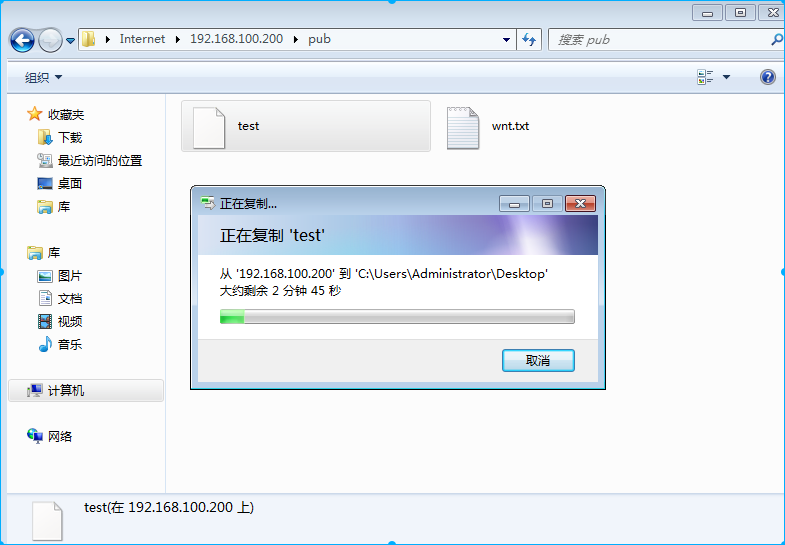 Internet 192.168.100.200 pub
搜索 pub
组织
收藏夹
下载
最近访问的位置
桌面
库
库
图片
文档
视频
音乐
计算机
网络
test
wnt.txt
正在复制...
正在复制 'test'
从 '192.168.100.200' 到 'C:\Users\Administrator\Desktop'
大约剩余 2 分钟 45 秒
取消
test(在 192.168.100.200 上)